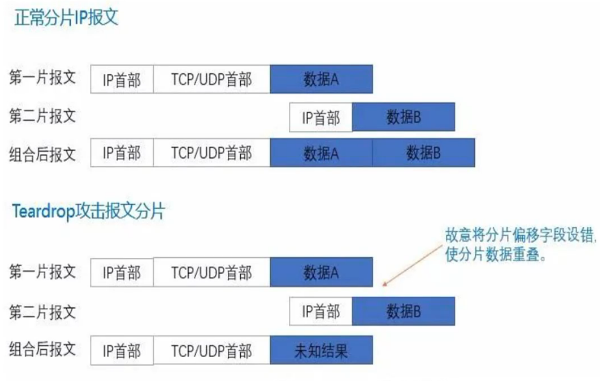 正常分片IP报文
第一片报文 IP首部 TCP/UDP首部 数据A
第二片报文 IP首部 数据B
组合后报文 IP首部 TCP/UDP首部 数据A 数据B
Teardrop攻击报文分片
故意将分片偏移字段设错,
使分片数据重叠。
第一片报文 IP首部 TCP/UDP首部 数据A
第二片报文 IP首部 数据B
组合后报文 IP首部 TCP/UDP首部 未知结果